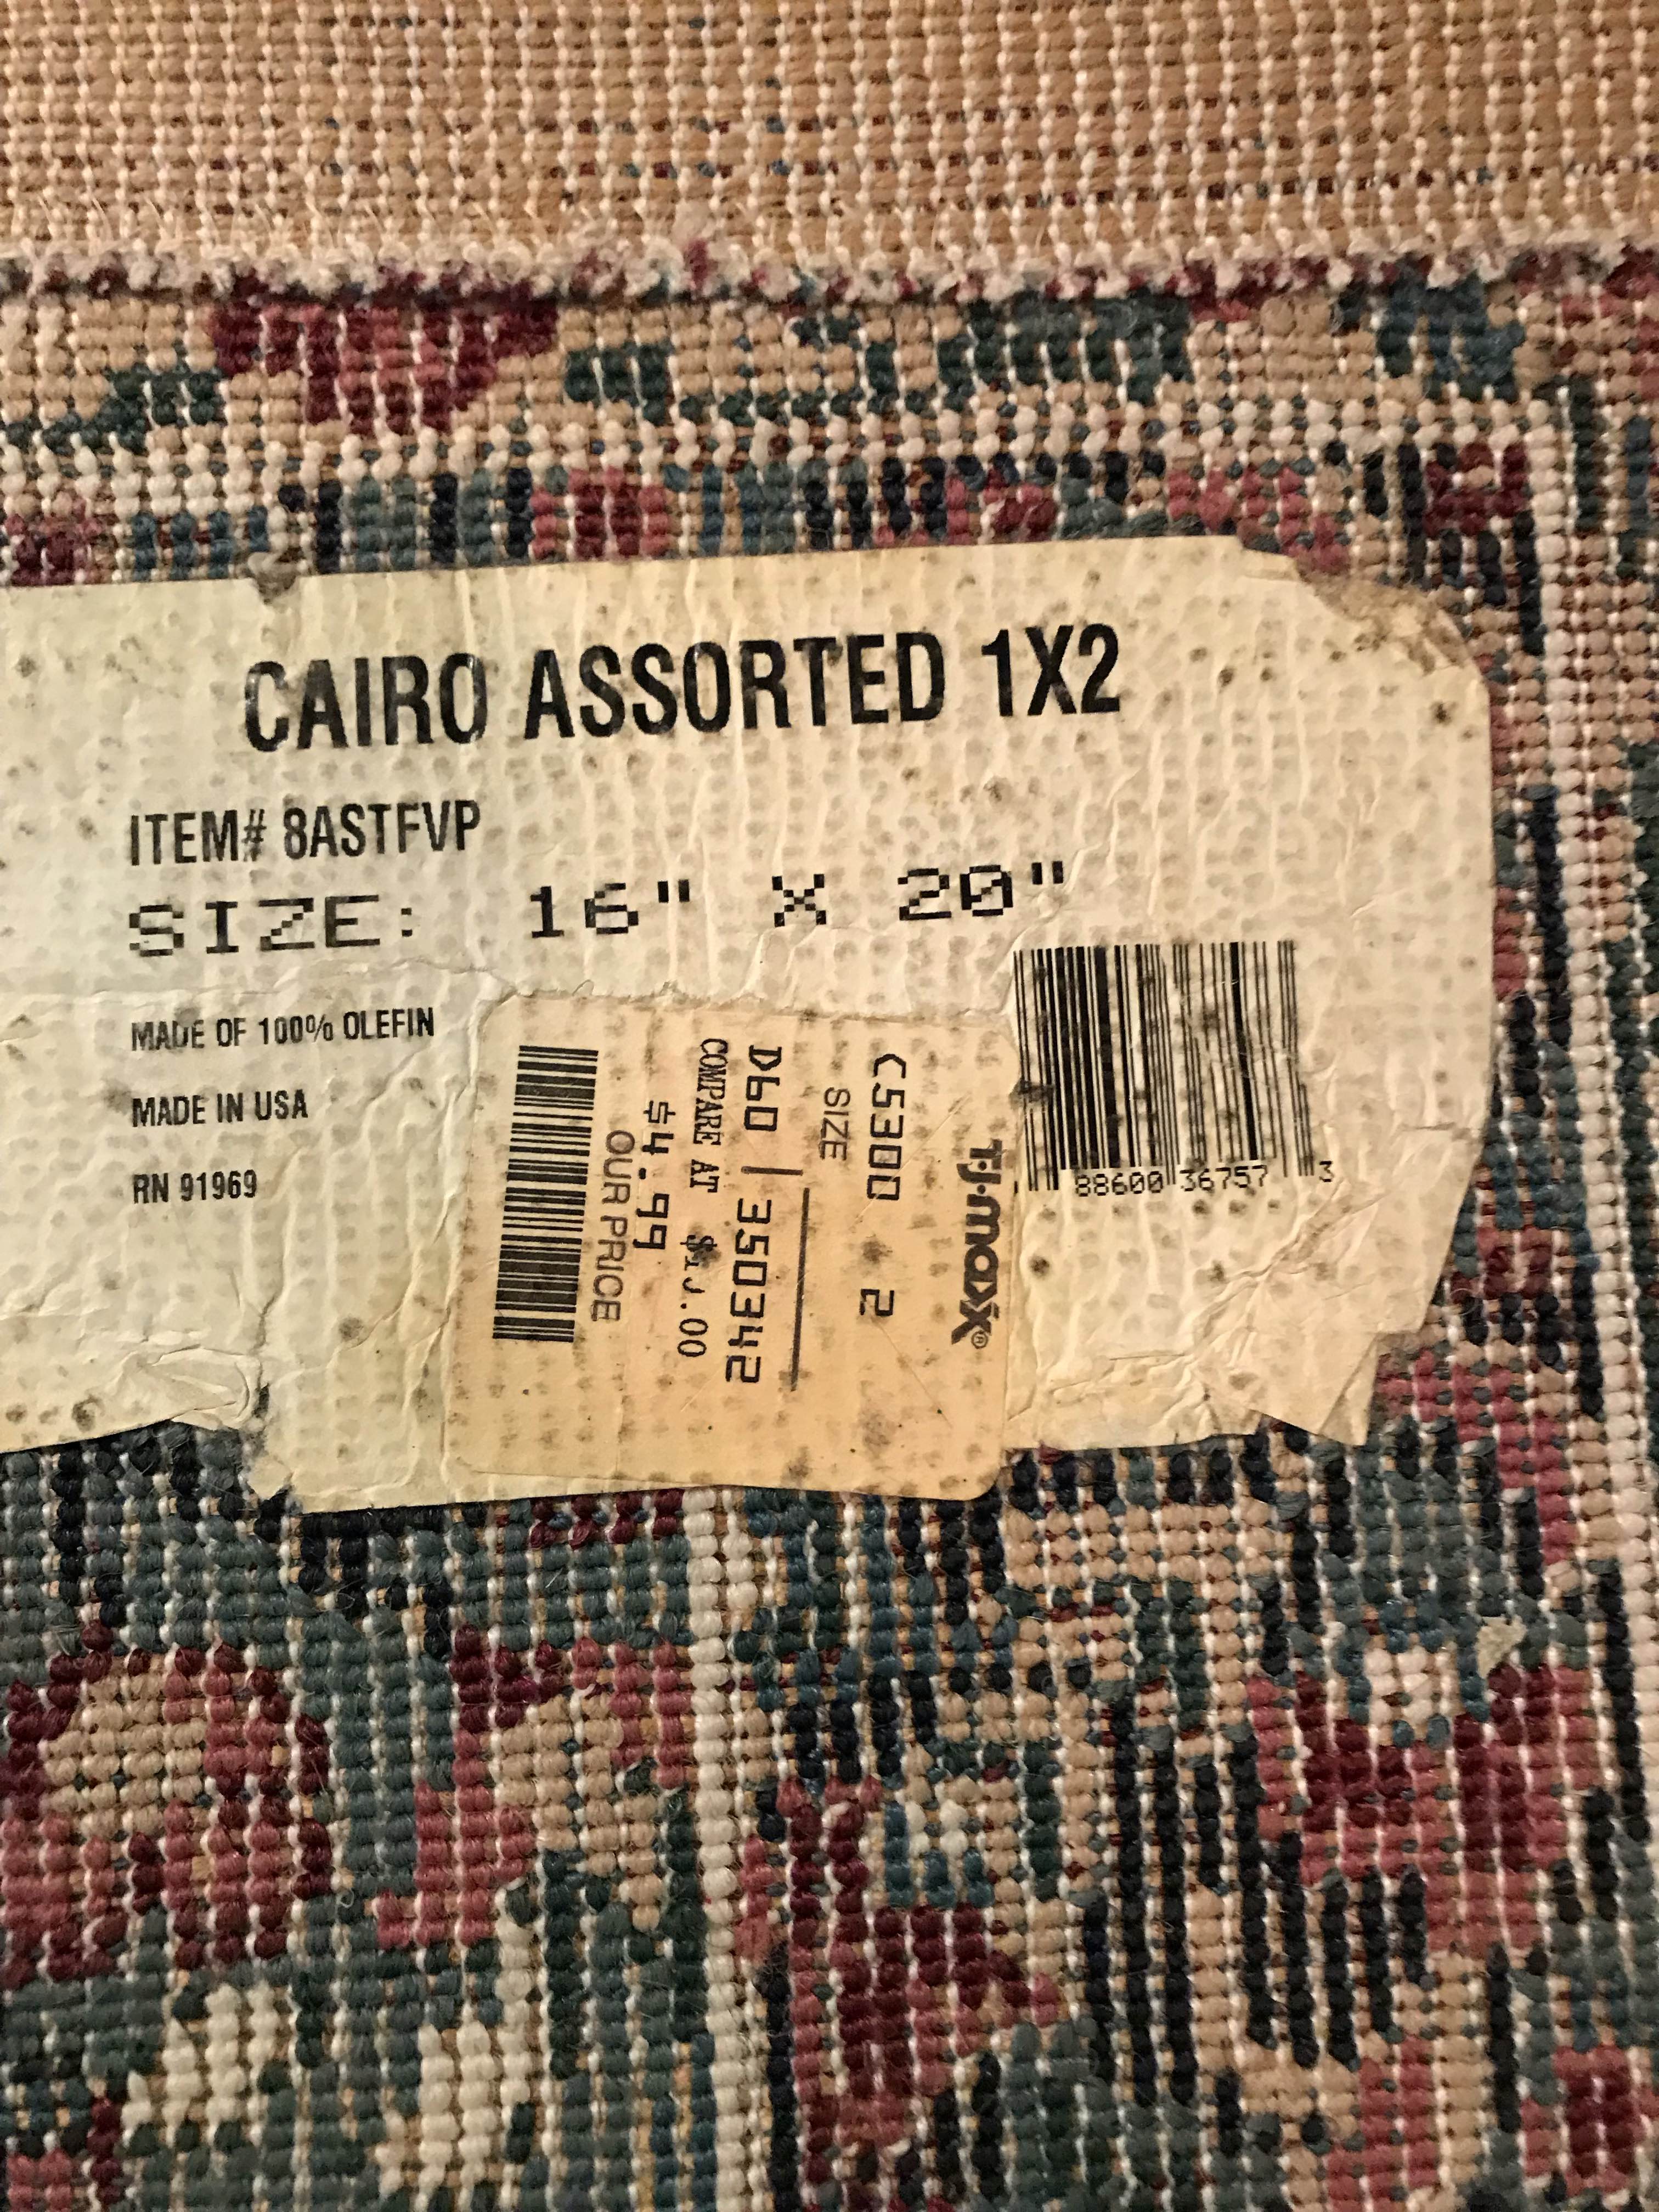 CAIRO ASSORTED 1X2
ITEM# 8ASTFVP
SIZE: 16" X 20"
MADE OF 100% OLEFIN
MADE IN USA
RN 91969
88600 36757 3
T·J·maxx®
C5300 2
SIZE
D60 350342
COMPARE AT
$4.99
OUR PRICE